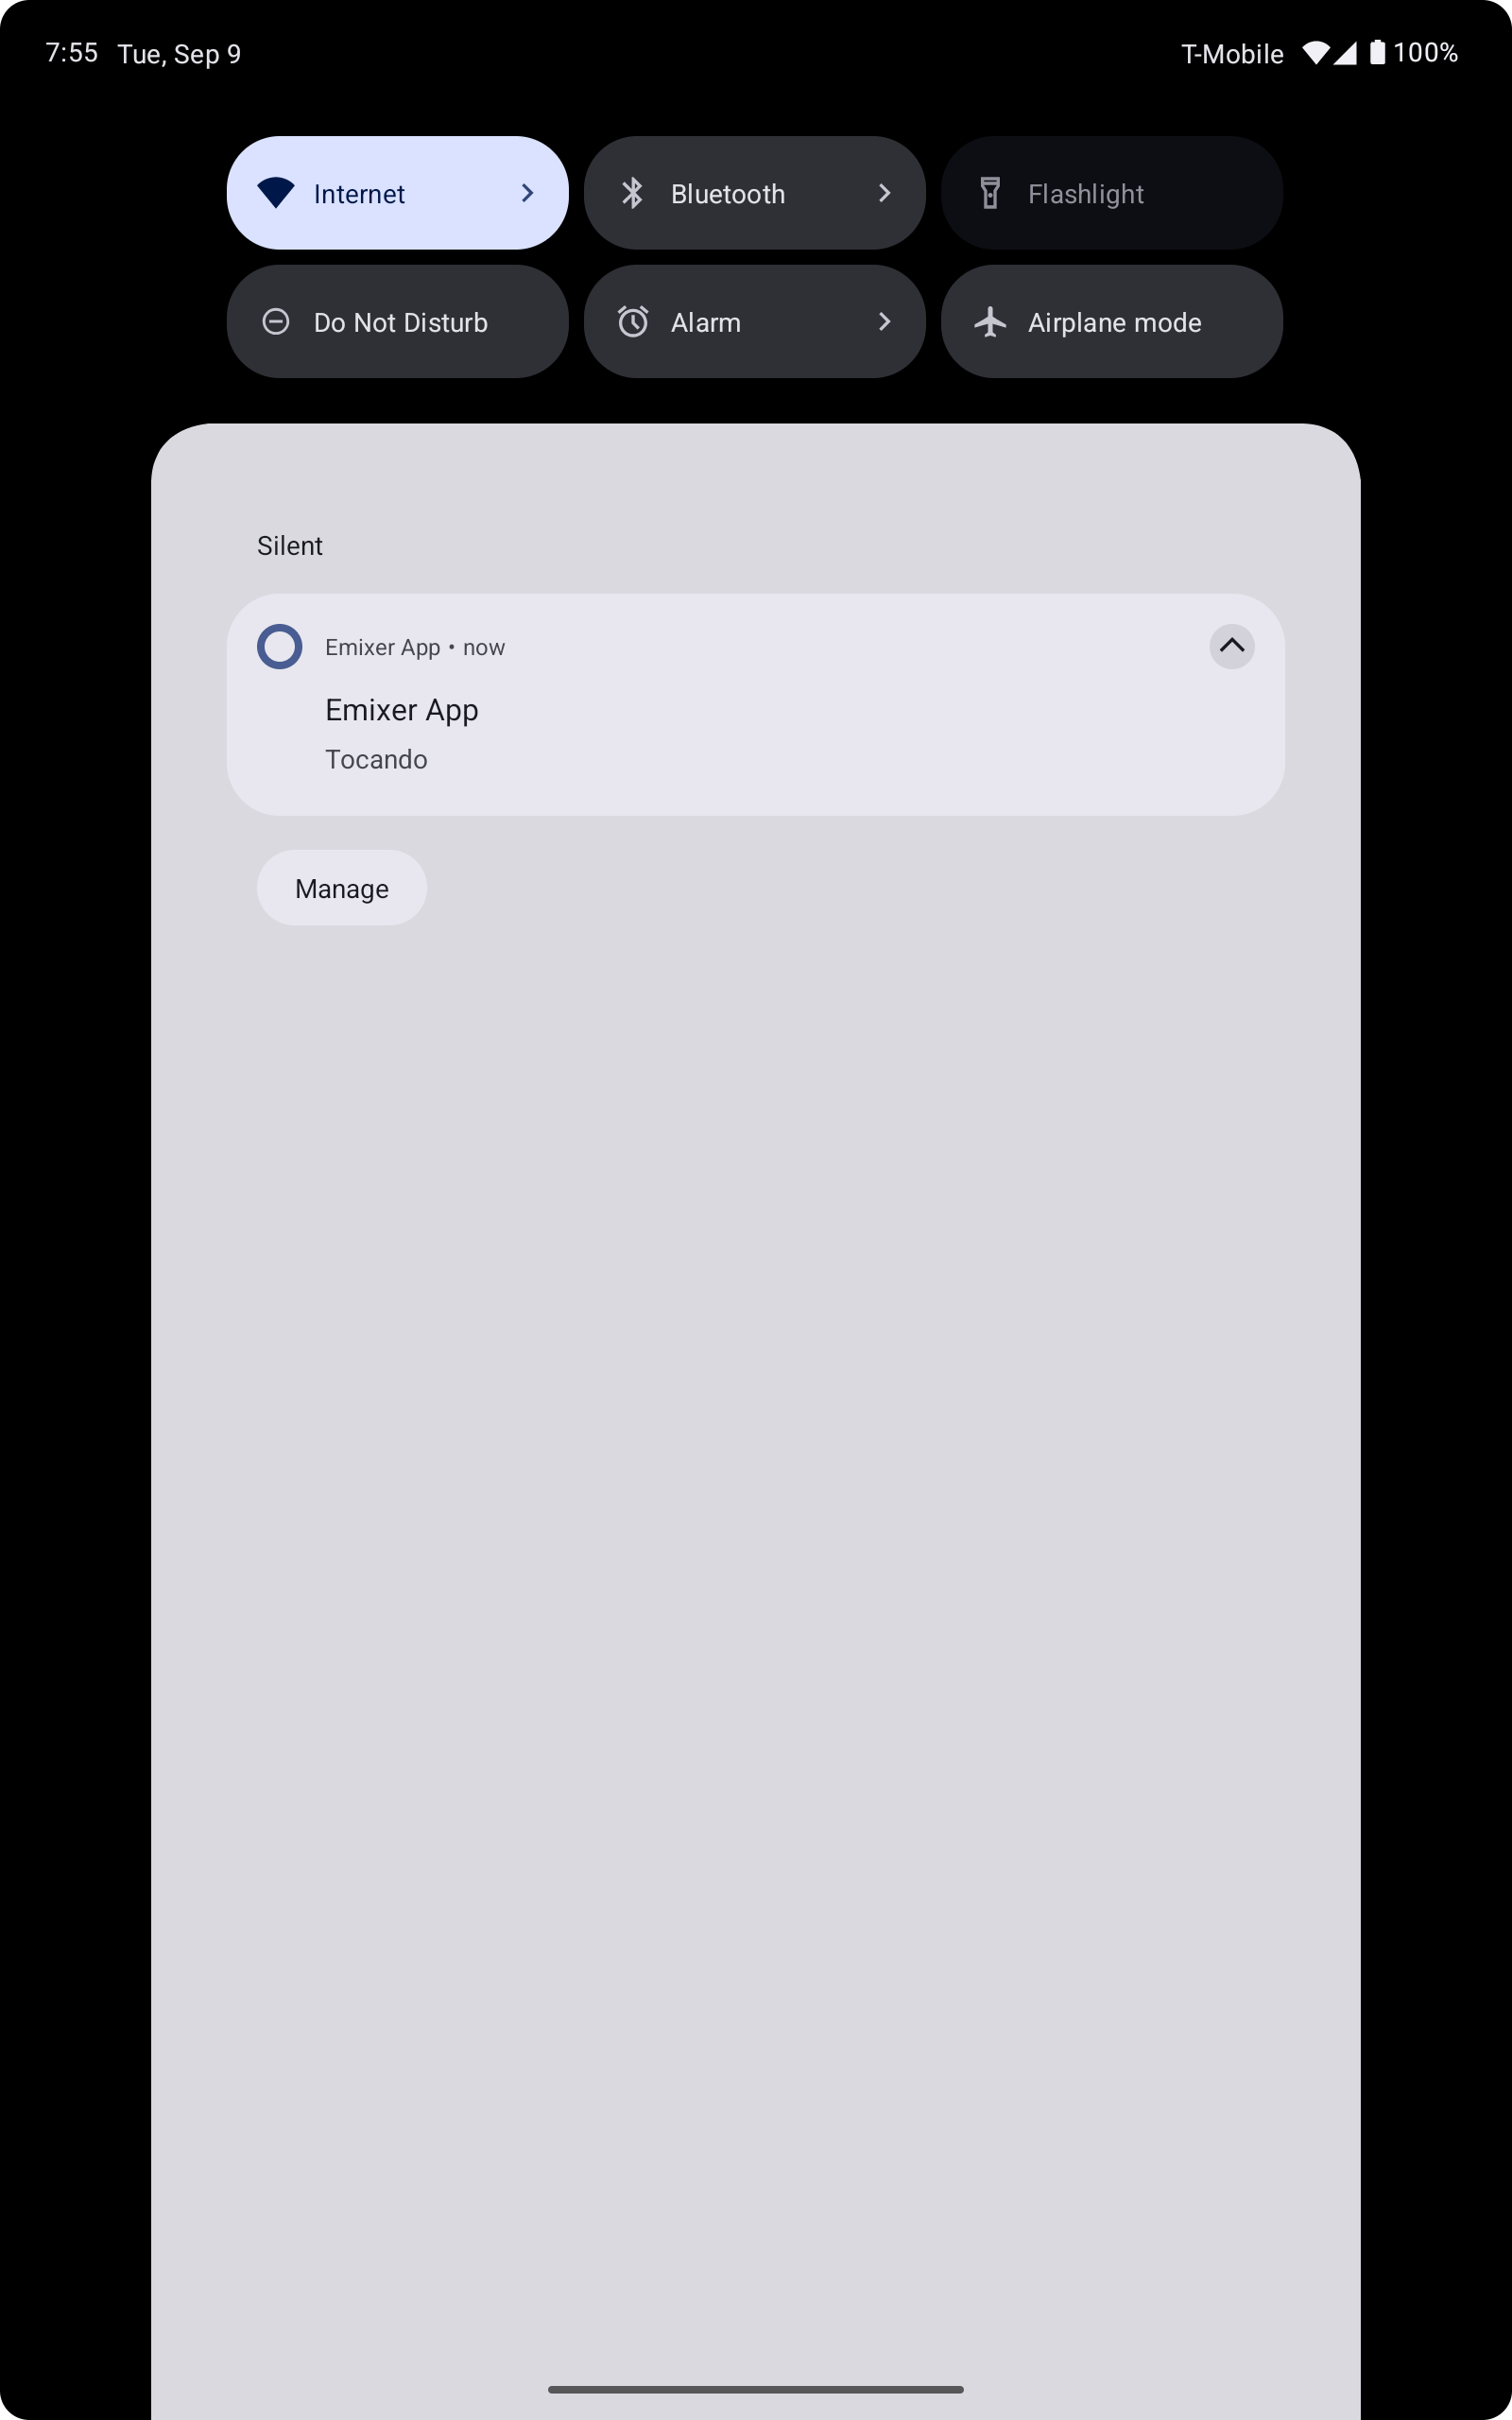 7:55 Tue, Sep 9 T-Mobile 100%
Internet Bluetooth Flashlight
Do Not Disturb Alarm Airplane mode
Silent
Emixer App • now
Emixer App
Tocando
Manage